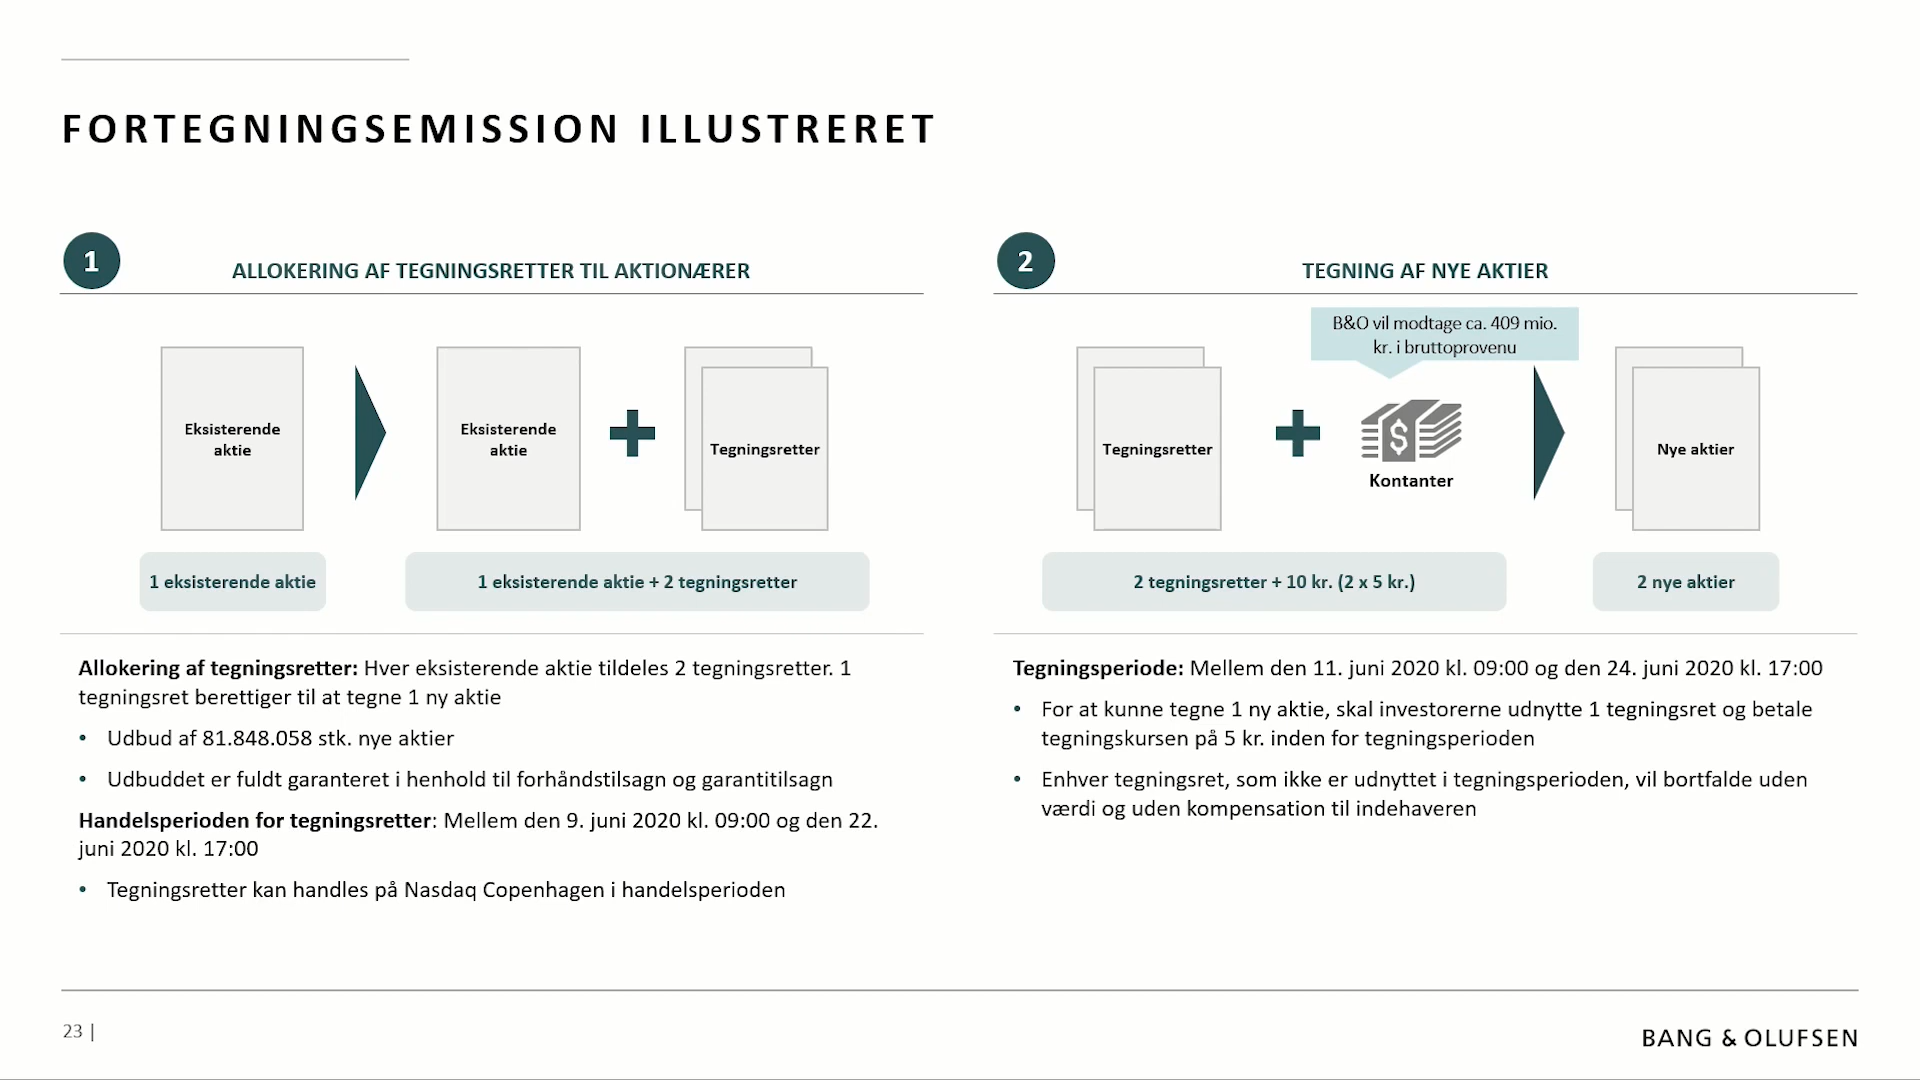 FORTEGNINGSEMISSION ILLUSTRERET
1
ALLOKERING AF TEGNINGSRETTER TIL AKTIONÆRER
Eksisterende
aktie
Eksisterende
aktie
Tegningsretter
1 eksisterende aktie
1 eksisterende aktie + 2 tegningsretter
Allokering af tegningsretter: Hver eksisterende aktie tildeles 2 tegningsretter. 1
tegningsret berettiger til at tegne 1 ny aktie
• Udbud af 81.848.058 stk. nye aktier
• Udbuddet er fuldt garanteret i henhold til forhåndstilsagn og garantitilsagn
Handelsperioden for tegningsretter: Mellem den 9. juni 2020 kl. 09:00 og den 22.
juni 2020 kl. 17:00
• Tegningsretter kan handles på Nasdaq Copenhagen i handelsperioden
2
TEGNING AF NYE AKTIER
B&O vil modtage ca. 409 mio.
kr. i bruttoprovenu
Tegningsretter
$
Kontanter
Nye aktier
2 tegningsretter + 10 kr. (2 x 5 kr.)
2 nye aktier
Tegningsperiode: Mellem den 11. juni 2020 kl. 09:00 og den 24. juni 2020 kl. 17:00
• For at kunne tegne 1 ny aktie, skal investorerne udnytte 1 tegningsret og betale
tegningskursen på 5 kr. inden for tegningsperioden
• Enhver tegningsret, som ikke er udnyttet i tegningsperioden, vil bortfalde uden
værdi og uden kompensation til indehaveren
23 |
BANG & OLUFSEN